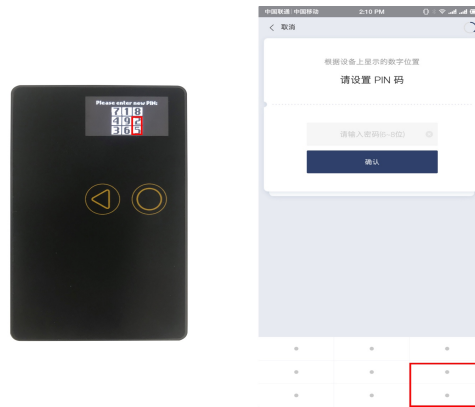 Please enter new PIN:
7 1 8
4 9 2
3 6 5
中国联通 中国移动 2:10 PM
取消
根据设备上显示的数字位置
请设置 PIN 码
请输入密码(6-8位)
确认